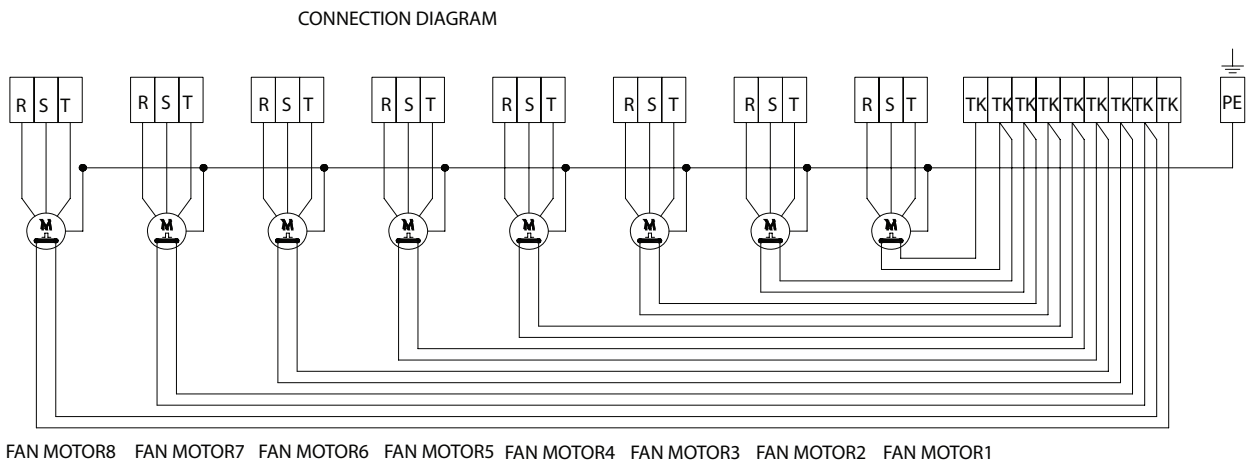 CONNECTION DIAGRAM
R S T R S T R S T R S T R S T R S T R S T R S T TK TK TK TK TK TK TK TK TK PE
M M M M M M M M
FAN MOTOR8 FAN MOTOR7 FAN MOTOR6 FAN MOTOR5 FAN MOTOR4 FAN MOTOR3 FAN MOTOR2 FAN MOTOR1